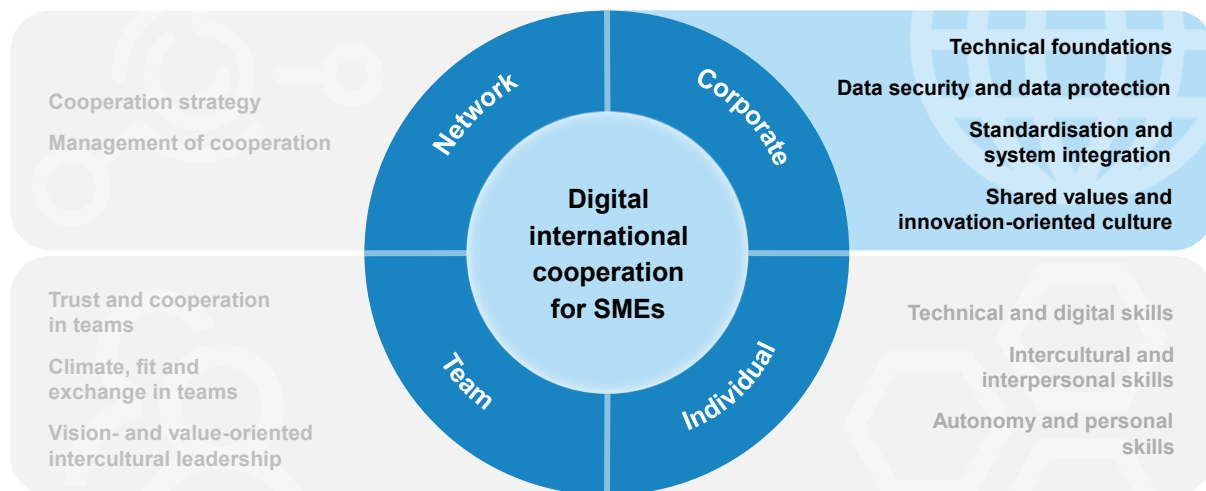 Cooperation strategy
Management of cooperation
Network
Corporate
Technical foundations
Data security and data protection
Standardisation and
system integration
Shared values and
innovation-oriented culture
Digital
international
cooperation
for SMEs
Trust and cooperation
in teams
Climate, fit and
exchange in teams
Vision- and value-oriented
intercultural leadership
Team
Individual
Technical and digital skills
Intercultural and
interpersonal skills
Autonomy and personal
skills